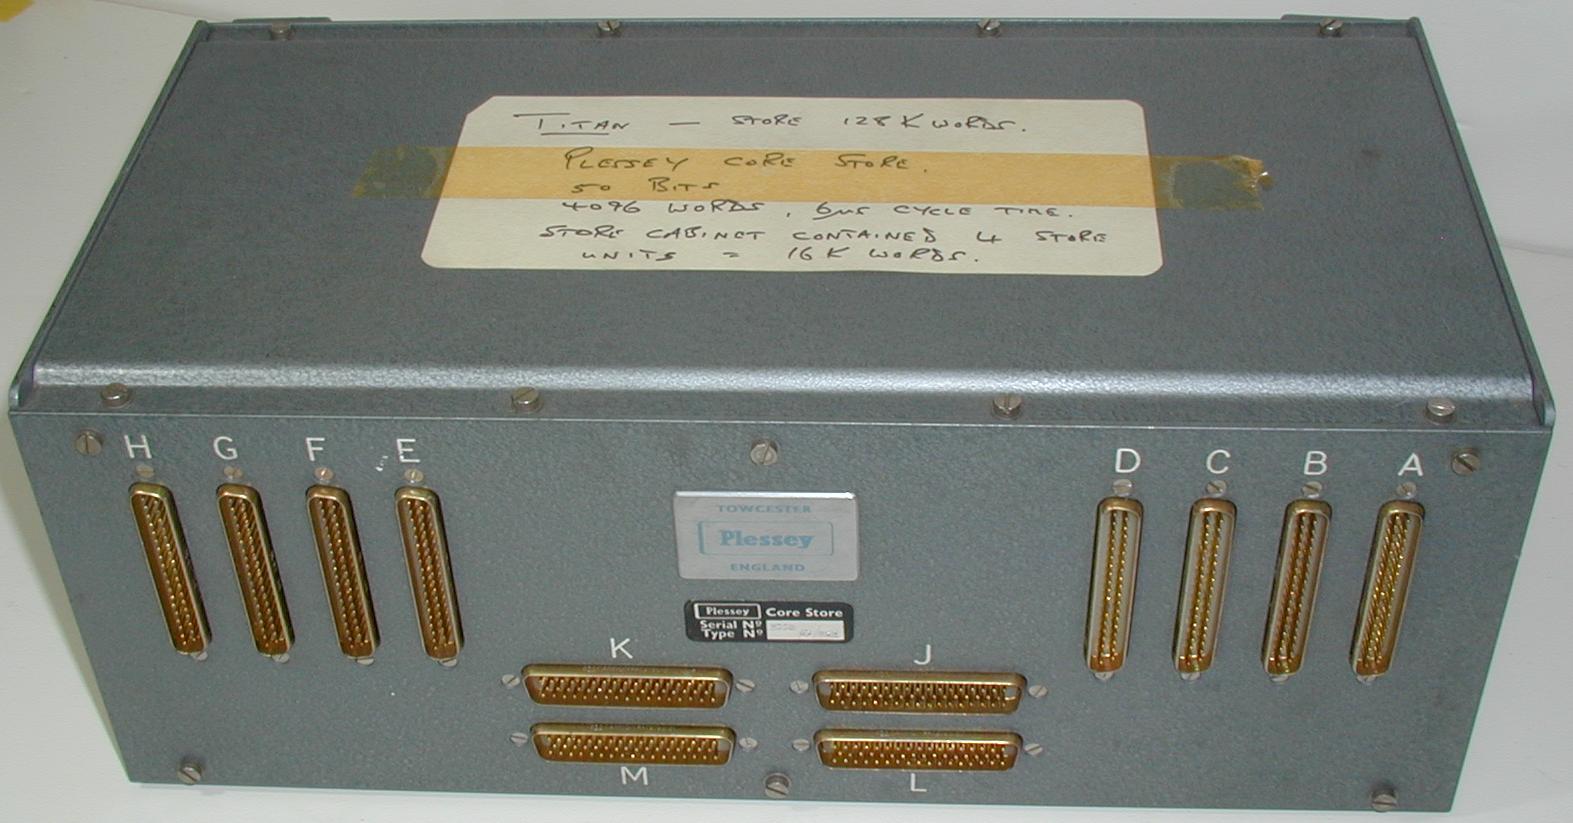 TITAN — STORE 128K WORDS.
PLESSEY CORE STORE.
50 BITS
4096 WORDS, 6µs CYCLE TIME.
STORE CABINET CONTAINED 4 STORE
UNITS = 16K WORDS.
H G F E D C B A
TOWCESTER
Plessey
ENGLAND
Plessey Core Store
Serial Nº
Type Nº
K J
M L